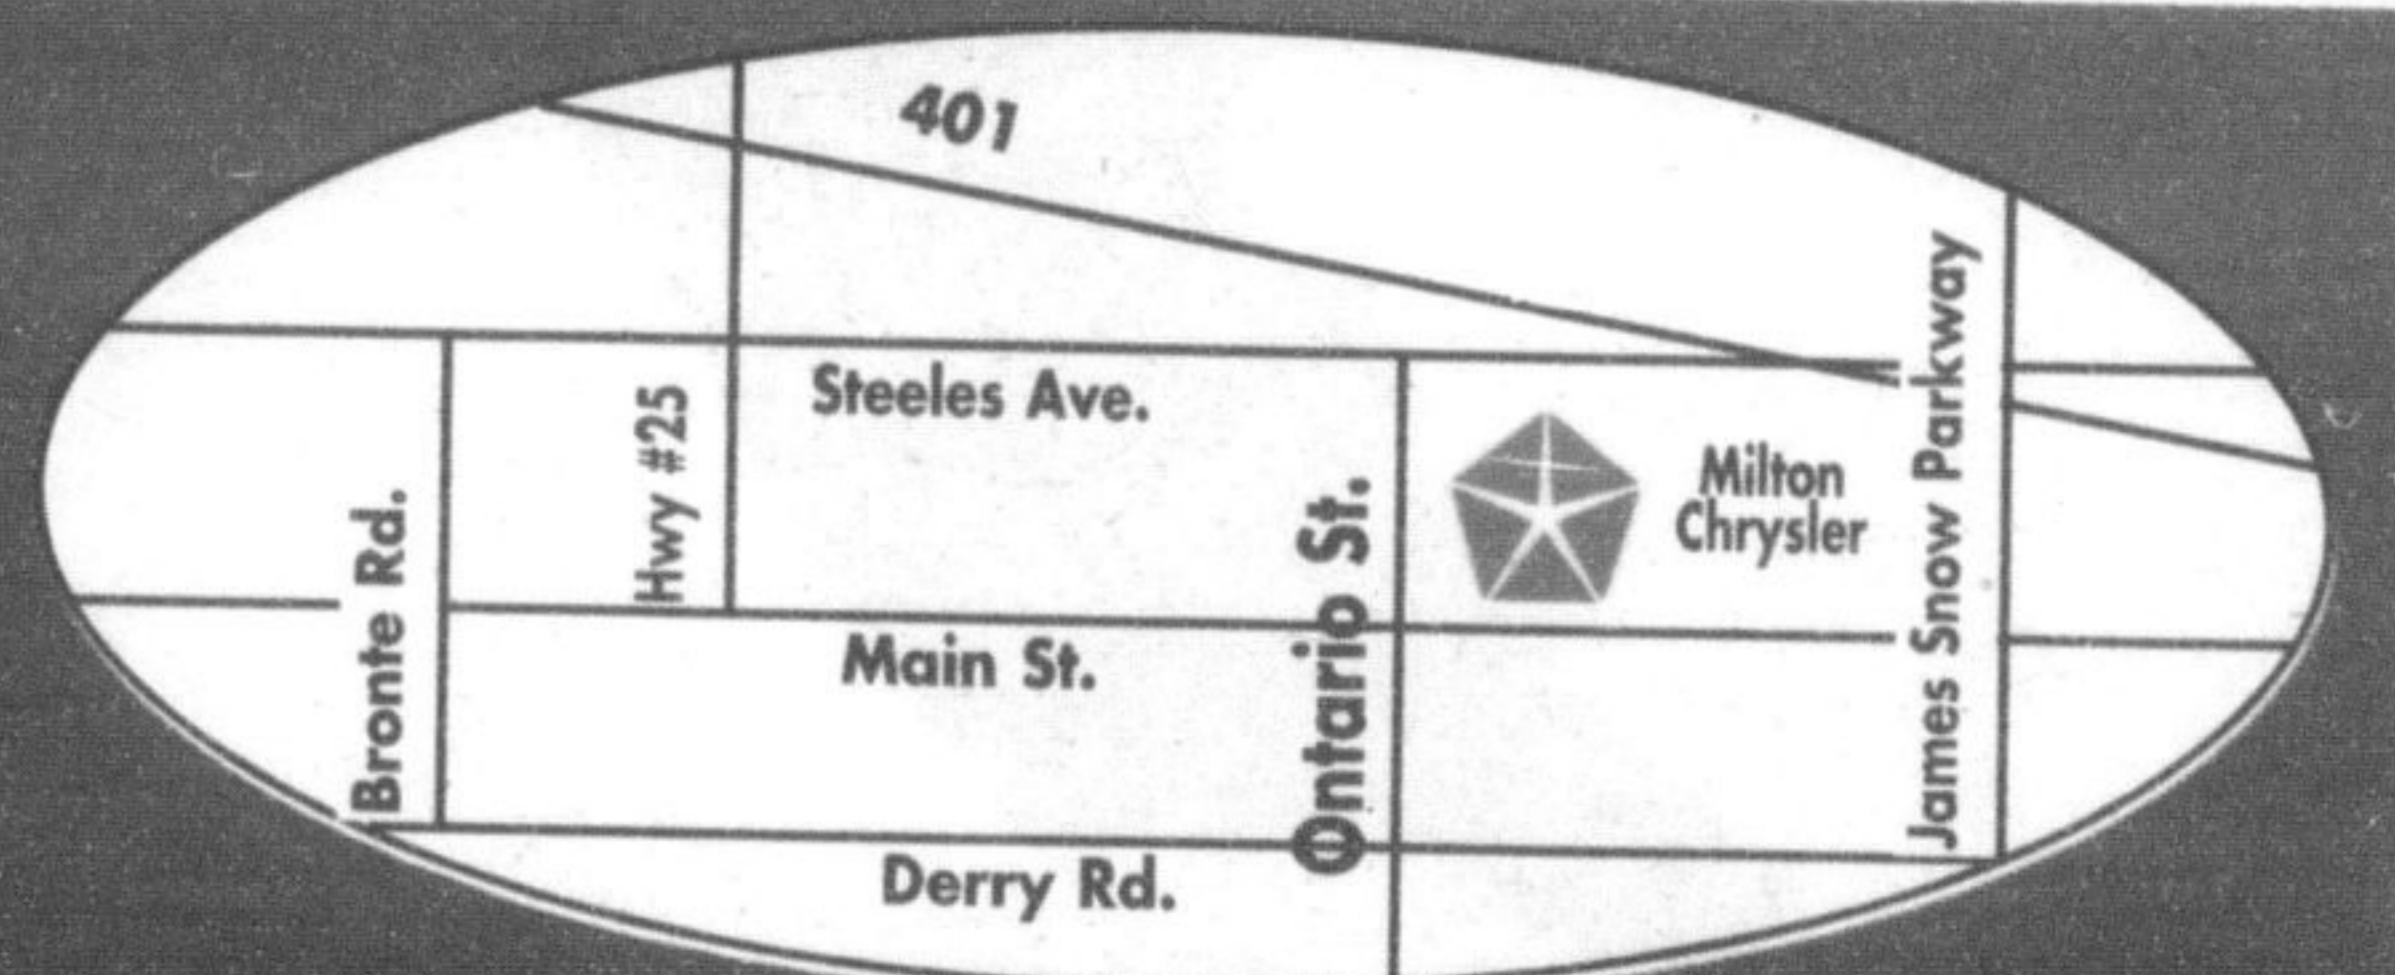 401
Steeles Ave.
Hwy #25
Bronte Rd.
Ontario St.
Milton
Chrysler
James Snow Parkway
Main St.
Derry Rd.